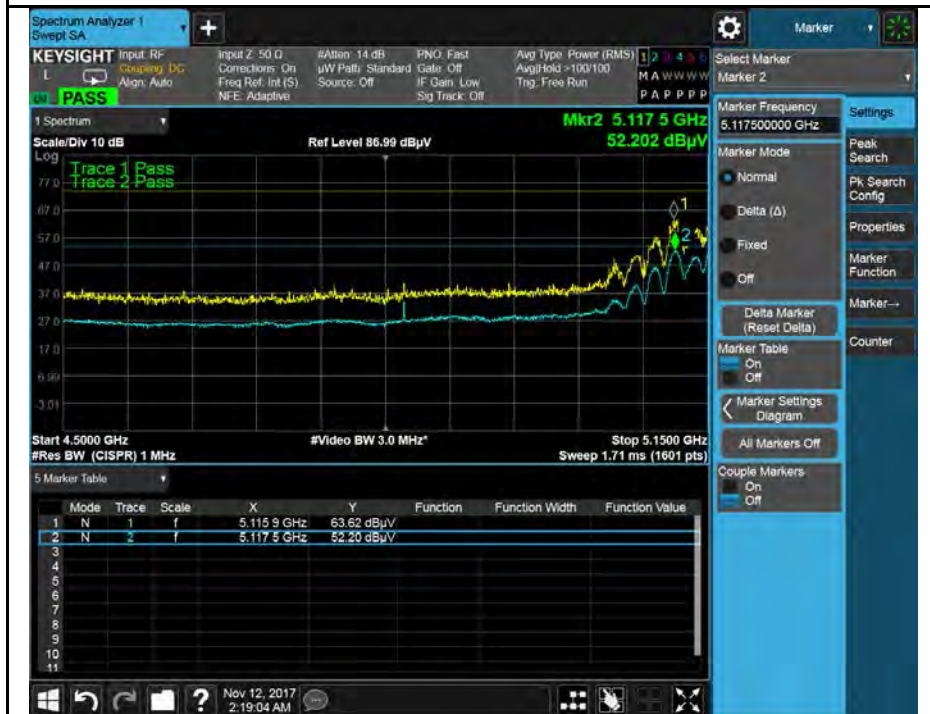 Spectrum Analyzer 1
Swept SA
Marker
KEYSIGHT
L
PASS
Input: RF
Coupling: DC
Align: Auto
Input Z: 50 Ω
Corrections: On
Freq Ref: Int (S)
NFE: Adaptive
#Atten: 14 dB
µW Path: Standard
Source: Off
PNO: Fast
Gate: Off
IF Gain: Low
Sig Track: Off
Avg Type: Power (RMS)
Avg|Hold: >100/100
Trig: Free Run
1 2 3 4 5 6
M A W W W W
P A P P P P
Select Marker
Marker 2
1 Spectrum
Mkr2 5.117 5 GHz
Scale/Div 10 dB
Ref Level 86.99 dBµV
52.202 dBµV
Log
Trace 1 Pass
Trace 2 Pass
77.0
67.0
57.0
47.0
37.0
27.0
17.0
6.99
-3.01
1
2
Start 4.5000 GHz
#Video BW 3.0 MHz*
Stop 5.1500 GHz
#Res BW (CISPR) 1 MHz
Sweep 1.71 ms (1601 pts)
Marker Frequency
5.117500000 GHz
Marker Mode
Normal
Delta (Δ)
Fixed
Off
Delta Marker
(Reset Delta)
Marker Table
On
Off
Marker Settings
Diagram
All Markers Off
Couple Markers
On
Off
Settings
Peak
Search
Pk Search
Config
Properties
Marker
Function
Marker→
Counter
5 Marker Table
Mode Trace Scale X Y Function Function Width Function Value
1 N 1 f 5.115 9 GHz 63.62 dBµV
2 N 2 f 5.117 5 GHz 52.20 dBµV
3
4
5
6
7
8
9
10
11
?
Nov 12, 2017
2:19:04 AM